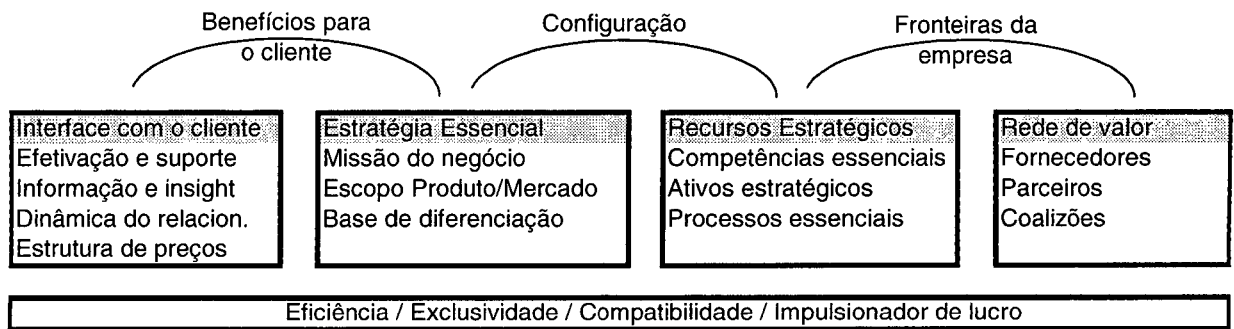 Benefícios para
o cliente
Configuração
Fronteiras da
empresa
Interface com o cliente
Efetivação e suporte
Informação e insight
Dinâmica do relacion.
Estrutura de preços
Estratégia Essencial
Missão do negócio
Escopo Produto/Mercado
Base de diferenciação
Recursos Estratégicos
Competências essenciais
Ativos estratégicos
Processos essenciais
Rede de valor
Fornecedores
Parceiros
Coalizões
Eficiência / Exclusividade / Compatibilidade / Impulsionador de lucro